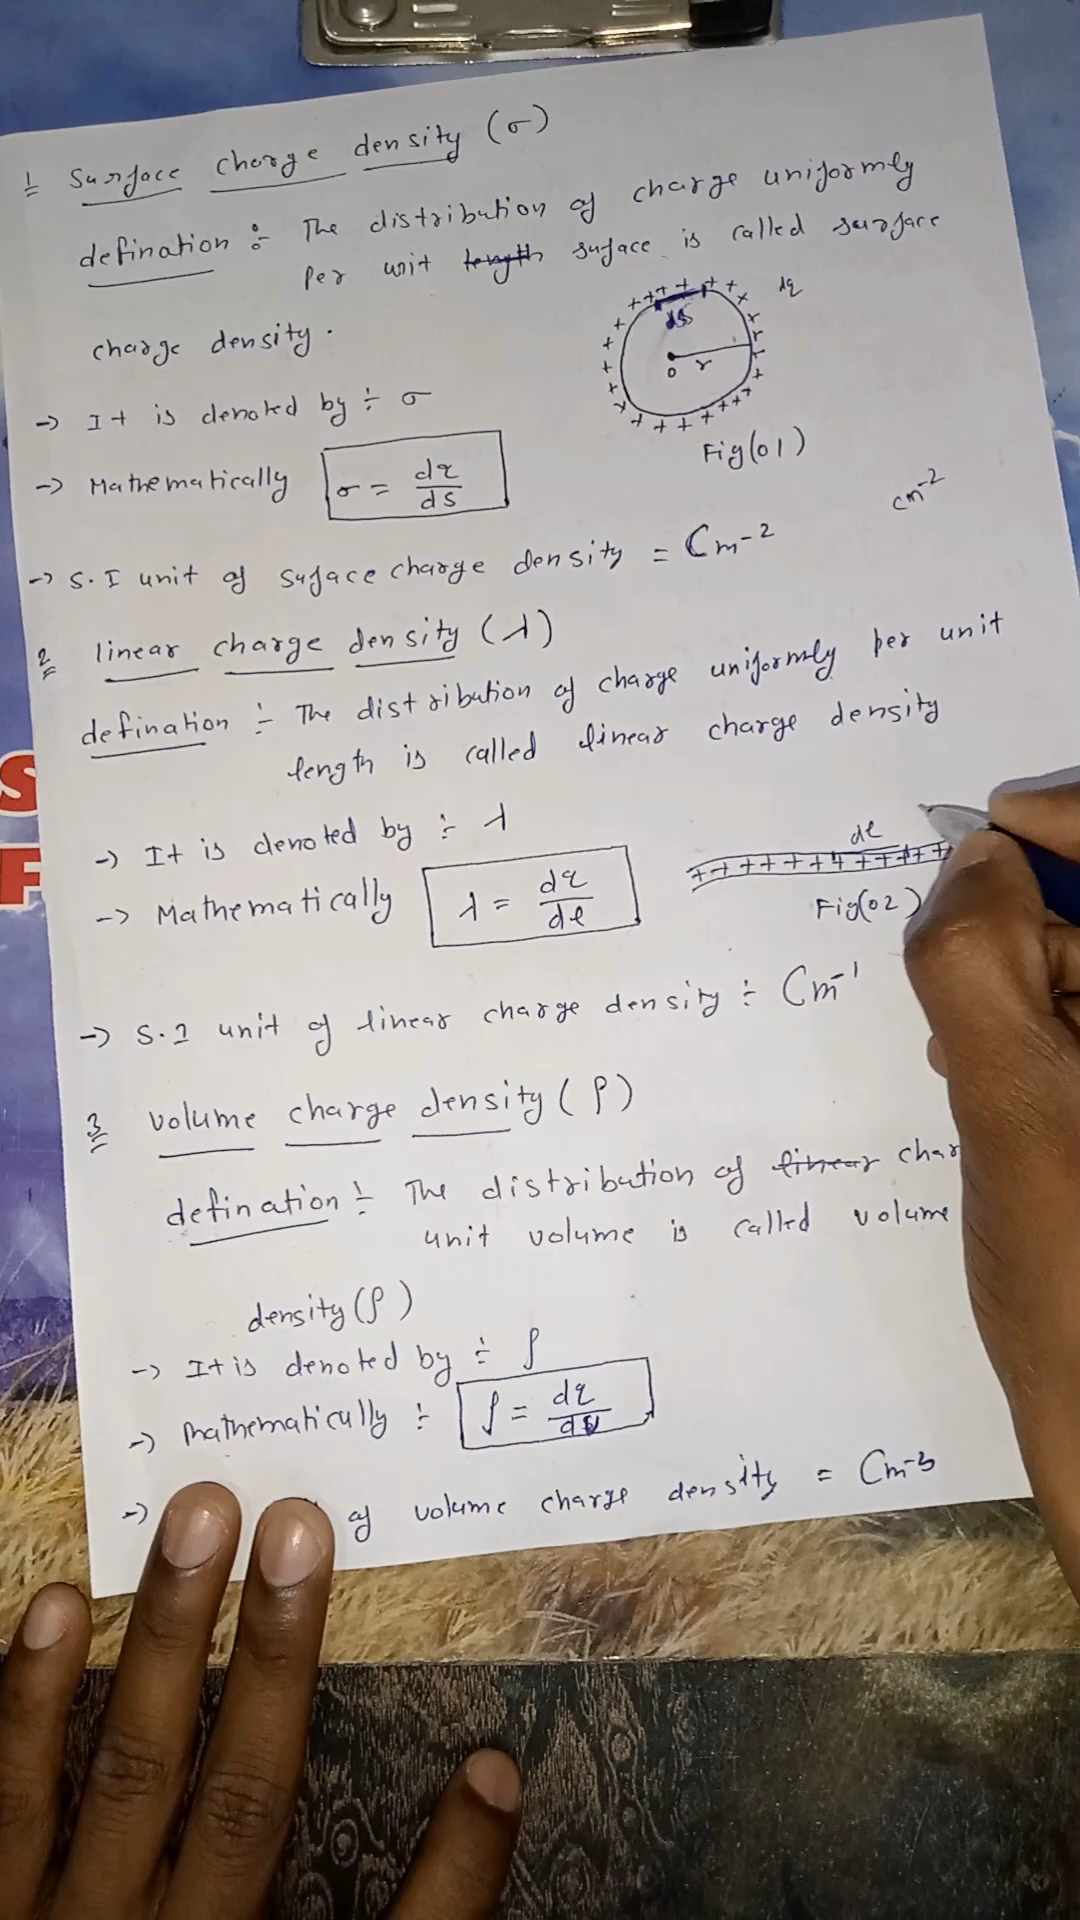 1 Surface charge density (σ)
defination ÷ The distribution of charge uniformly
Per unit length suface is called surface
charge density.
dq
ds
o r
Fig(01)
-> It is denoted by ÷ σ
-> Mathematically σ = dq/ds
cm-2
-> S.I unit of suface charge density = Cm-2
2 linear charge density (λ)
defination ÷ The distribution of charge uniformly per unit
length is called linear charge density
-> It is denoted by ÷ λ
dl
-> Mathematically λ = dq/dl
Fig(02)
-> S.I unit of linear charge density ÷ Cm-1
3 volume charge density (ρ)
defination ÷ The distribution of linear char
unit volume is called volume
density (ρ)
-> It is denoted by ÷ ρ
-> Mathematically ÷ ρ = dq/dv
-> of volume charge density = Cm-3
S
F